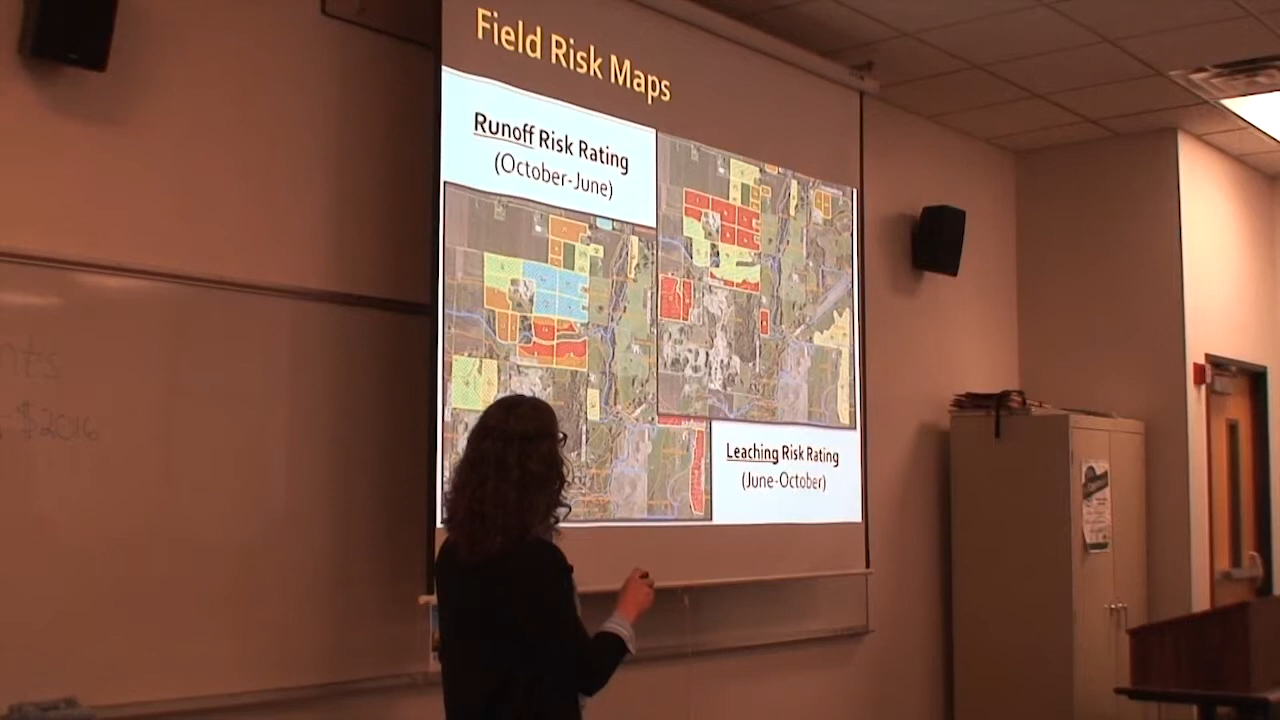 Field Risk Maps
Runoff Risk Rating
(October-June)
Leaching Risk Rating
(June-October)
nts
$2016